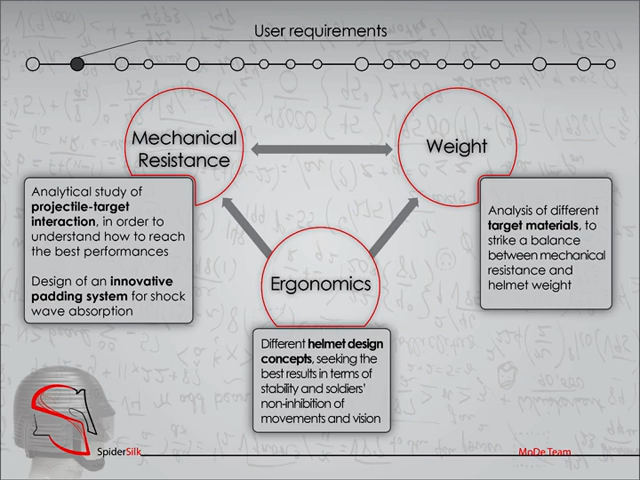 User requirements
Mechanical
Resistance
Weight
Analytical study of
projectile-target
interaction, in order to
understand how to reach
the best performances
Design of an innovative
padding system for shock
wave absorption
Analysis of different
target materials, to
strike a balance
between mechanical
resistance and
helmet weight
Ergonomics
Different helmet design
concepts, seeking the
best results in terms of
stability and soldiers'
non-inhibition of
movements and vision
SpiderSilk
MoDe Team